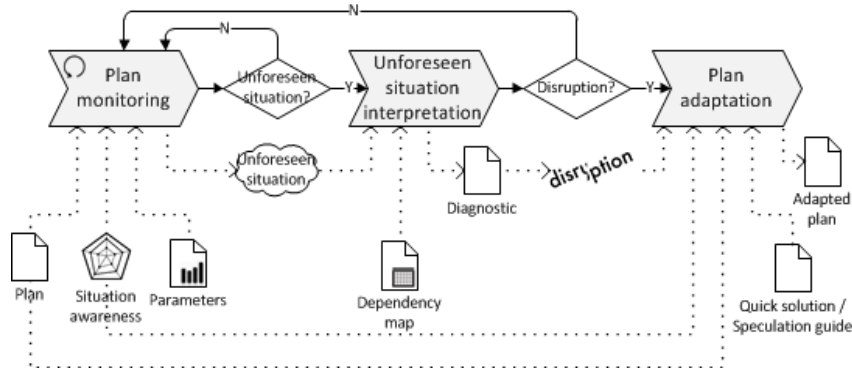 N
N
Plan
monitoring
Unforeseen
situation?
Y
Unforeseen
situation
interpretation
Disruption?
Y
Plan
adaptation
Unforeseen
situation
Diagnostic
disruption
Adapted
plan
Plan
Situation
awareness
Parameters
Dependency
map
Quick solution /
Speculation guide